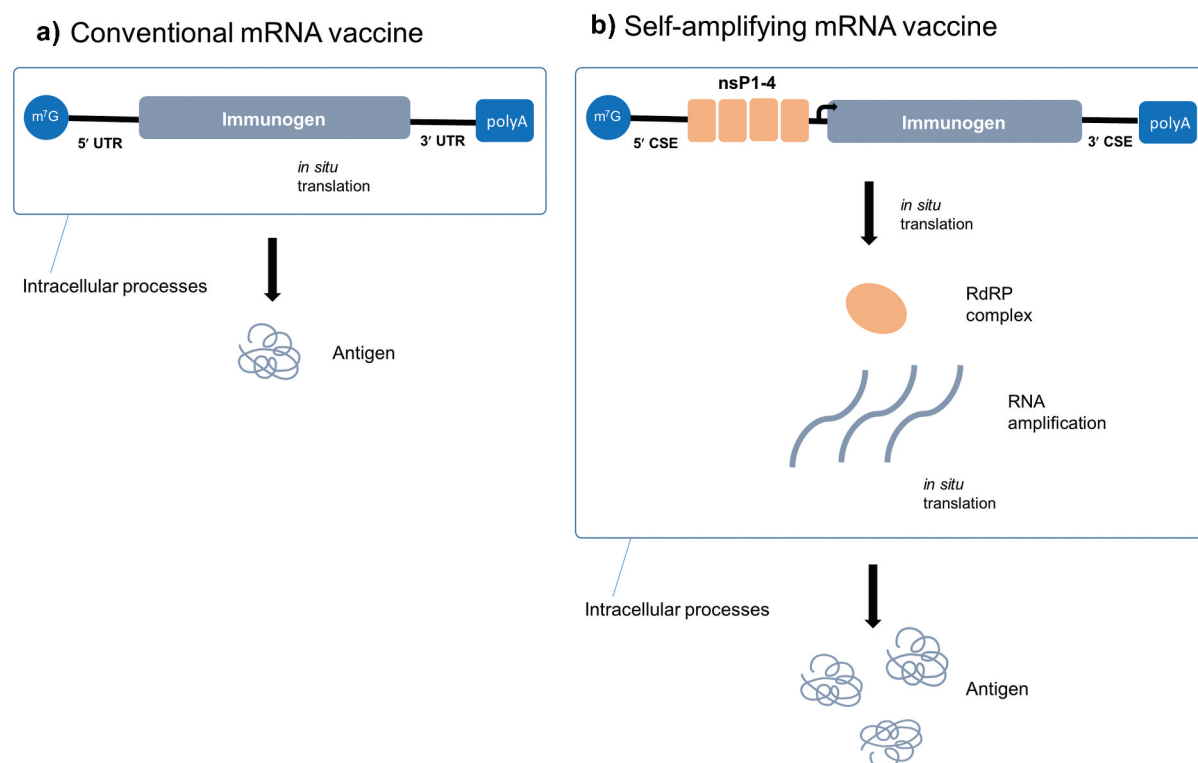 a) Conventional mRNA vaccine
m⁷G
Immunogen
polyA
5′ UTR
3′ UTR
in situ
translation
Intracellular processes
Antigen
b) Self-amplifying mRNA vaccine
nsP1-4
m⁷G
Immunogen
polyA
5′ CSE
3′ CSE
in situ
translation
RdRP
complex
RNA
amplification
in situ
translation
Intracellular processes
Antigen